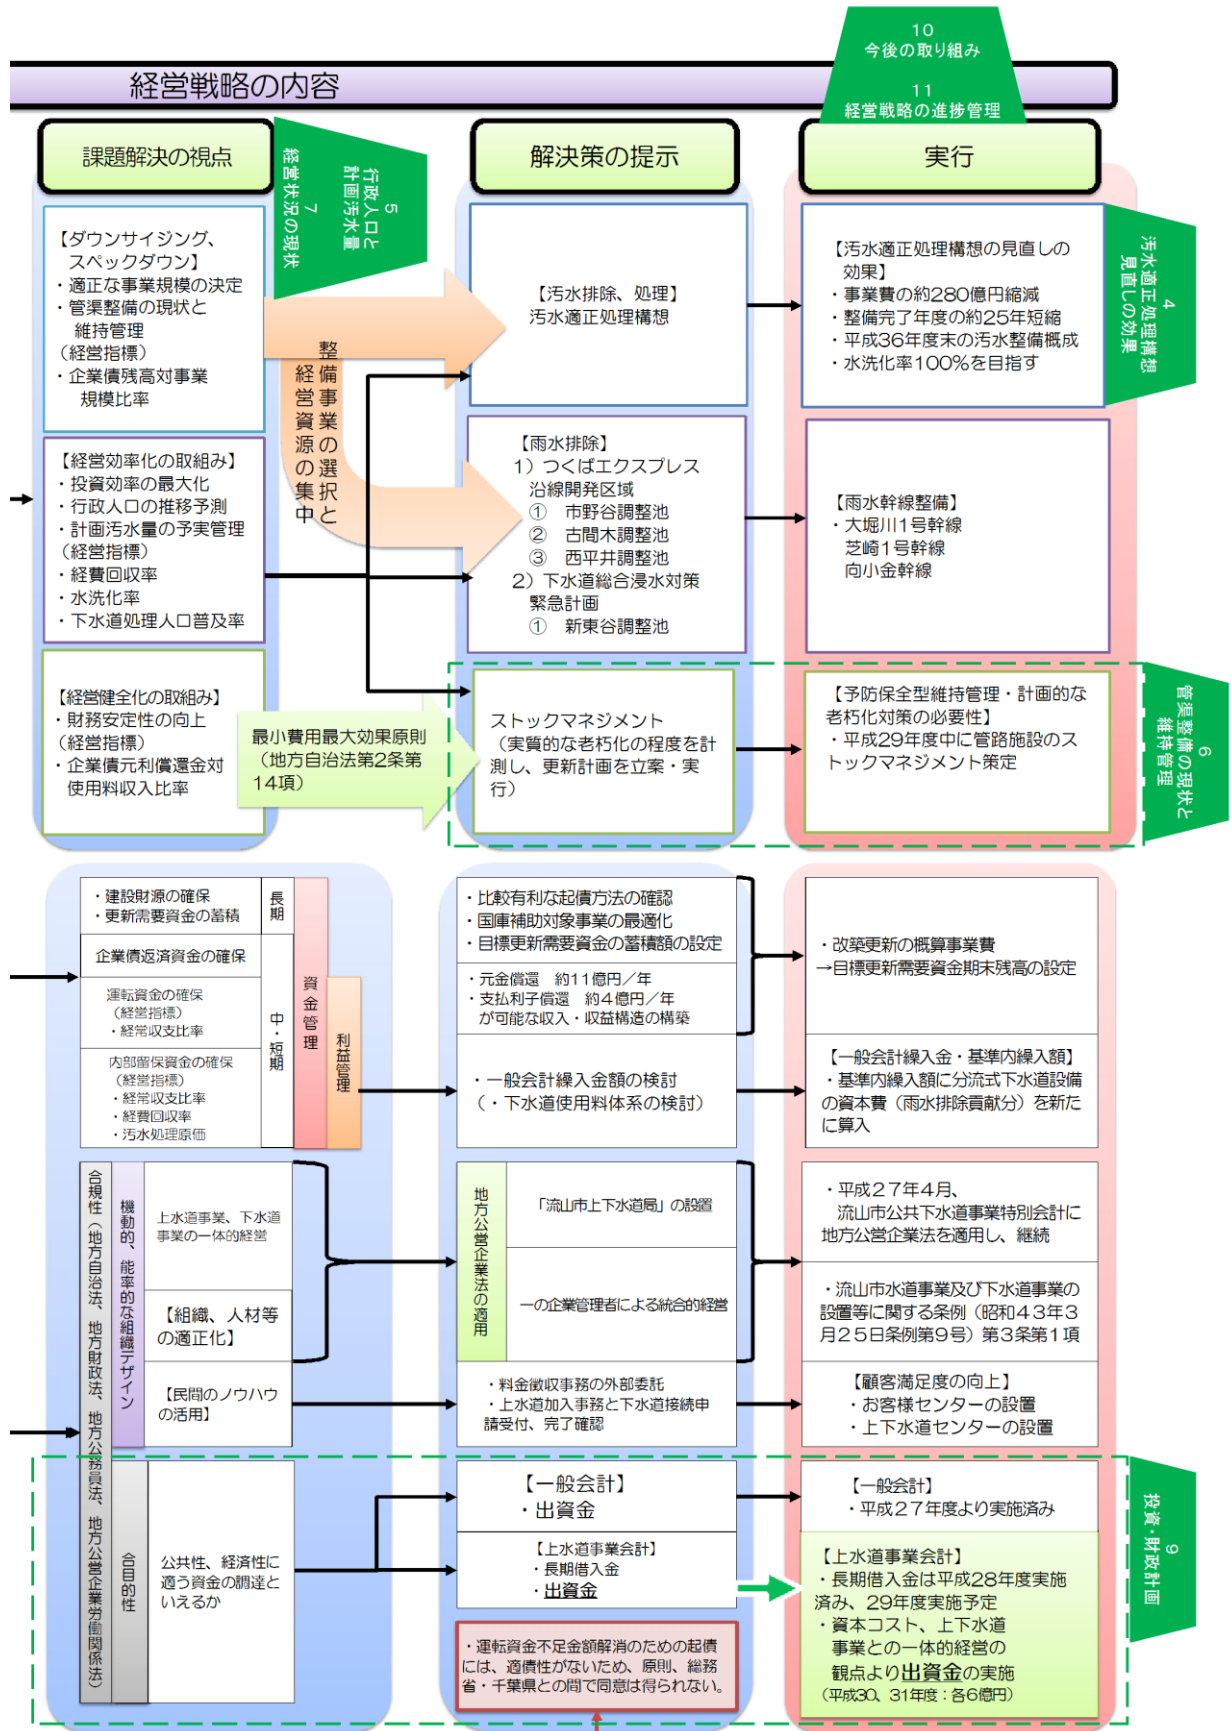 10
今後の取り組み
11
経営戦略の進捗管理
経営戦略の内容
課題解決の視点
5
行政人口と
計画汚水量
7
経営状況の現状
解決策の提示
実行
【ダウンサイジング、
スペックダウン】
・適正な事業規模の決定
・管渠整備の現状と
維持管理
(経営指標)
・企業債残高対事業
規模比率
【経営効率化の取組み】
・投資効率の最大化
・行政人口の推移予測
・計画汚水量の予実管理
(経営指標)
・経費回収率
・水洗化率
・下水道処理人口普及率
【経営健全化の取組み】
・財務安定性の向上
(経営指標)
・企業債元利償還金対
使用料収入比率
整備事業の選択と
経営資源の集中
最小費用最大効果原則
(地方自治法第2条第
14項)
【汚水排除、処理】
汚水適正処理構想
【雨水排除】
1)つくばエクスプレス
沿線開発区域
① 市野谷調整池
② 古間木調整池
③ 西平井調整池
2)下水道総合浸水対策
緊急計画
① 新東谷調整池
ストックマネジメント
(実質的な老朽化の程度を計
測し、更新計画を立案・実
行)
【汚水適正処理構想の見直しの
効果】
・事業費の約280億円縮減
・整備完了年度の約25年短縮
・平成36年度末の汚水整備概成
・水洗化率100%を目指す
4
汚水適正処理構想
見直しの効果
【雨水幹線整備】
・大堀川1号幹線
芝崎1号幹線
向小金幹線
【予防保全型維持管理・計画的な
老朽化対策の必要性】
・平成29年度中に管路施設のス
トックマネジメント策定
6
管渠整備の現状と
維持管理
・建設財源の確保
・更新需要資金の蓄積
長期
企業債返済資金の確保
運転資金の確保
(経営指標)
・経常収支比率
内部留保資金の確保
(経営指標)
・経常収支比率
・経費回収率
・汚水処理原価
中・短期
資金管理
利益管理
・比較有利な起債方法の確認
・国庫補助対象事業の最適化
・目標更新需要資金の蓄積額の設定
・元金償還 約11億円/年
・支払利子償還 約4億円/年
が可能な収入・収益構造の構築
・一般会計繰入金額の検討
(・下水道使用料体系の検討)
・改築更新の概算事業費
→目標更新需要資金期末残高の設定
【一般会計繰入金・基準内繰入額】
・基準内繰入額に分流式下水道設備
の資本費(雨水排除貢献分)を新た
に算入
合規性(地方自治法、地方財政法、地方公務員法、地方公営企業労働関係法)
機動的、能率的な組織デザイン
上水道事業、下水道
事業の一体的経営
【組織、人材等
の適正化】
【民間のノウハウ
の活用】
地方公営企業法の適用
「流山市上下水道局」の設置
一の企業管理者による統合的経営
・料金徴収事務の外部委託
・上水道加入事務と下水道接続申
請受付、完了確認
・平成27年4月、
流山市公共下水道事業特別会計に
地方公営企業法を適用し、継続
・流山市水道事業及び下水道事業の
設置等に関する条例(昭和43年3
月25日条例第9号)第3条第1項
【顧客満足度の向上】
・お客様センターの設置
・上下水道センターの設置
合目的性
公共性、経済性に
適う資金の調達と
いえるか
【一般会計】
・出資金
【上水道事業会計】
・長期借入金
・出資金
・運転資金不足金額解消のための起債
には、適債性がないため、原則、総務
省・千葉県との間で同意は得られない。
【一般会計】
・平成27年度より実施済み
【上水道事業会計】
・長期借入金は平成28年度実施
済み、29年度実施予定
・資本コスト、上下水道
事業との一体的経営の
観点より出資金の実施
(平成30、31年度:各6億円)
9
投資・財政計画